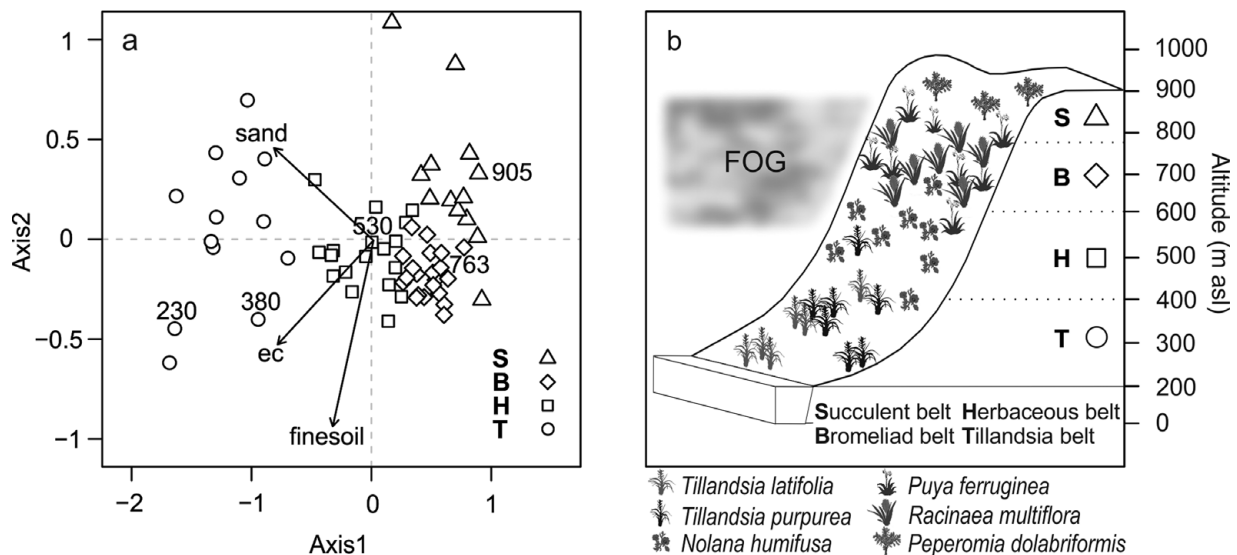 a
1
0.5
0
−0.5
−1
Axis2
sand
530
905
763
230
380
ec
finesoil
S
B
H
T
−2
−1
0
1
Axis1
b
FOG
S
B
H
T
1000
900
800
700
600
500
400
300
200
0
Altitude (m asl)
Succulent belt Herbaceous belt
Bromeliad belt Tillandsia belt
Tillandsia latifolia
Tillandsia purpurea
Nolana humifusa
Puya ferruginea
Racinaea multiflora
Peperomia dolabriformis